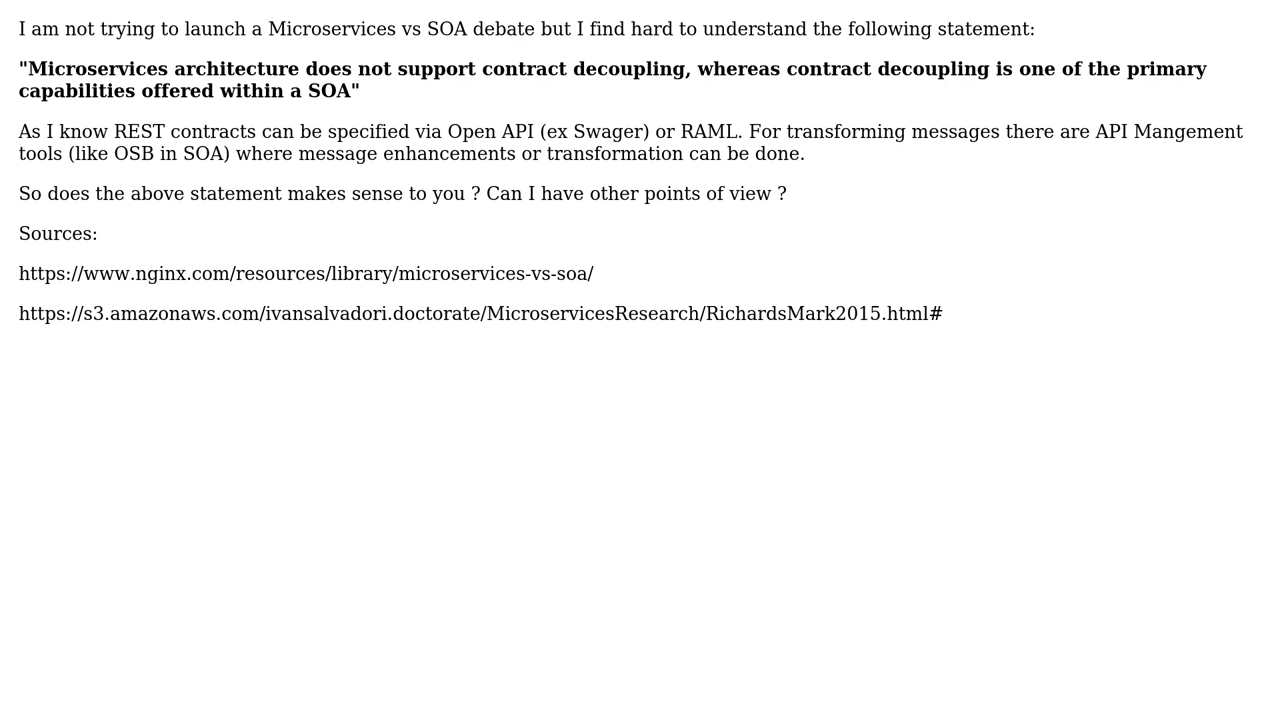 I am not trying to launch a Microservices vs SOA debate but I find hard to understand the following statement:
"Microservices architecture does not support contract decoupling, whereas contract decoupling is one of the primary
capabilities offered within a SOA"
As I know REST contracts can be specified via Open API (ex Swager) or RAML. For transforming messages there are API Mangement
tools (like OSB in SOA) where message enhancements or transformation can be done.
So does the above statement makes sense to you ? Can I have other points of view ?
Sources:
https://www.nginx.com/resources/library/microservices-vs-soa/
https://s3.amazonaws.com/ivansalvadori.doctorate/MicroservicesResearch/RichardsMark2015.html#